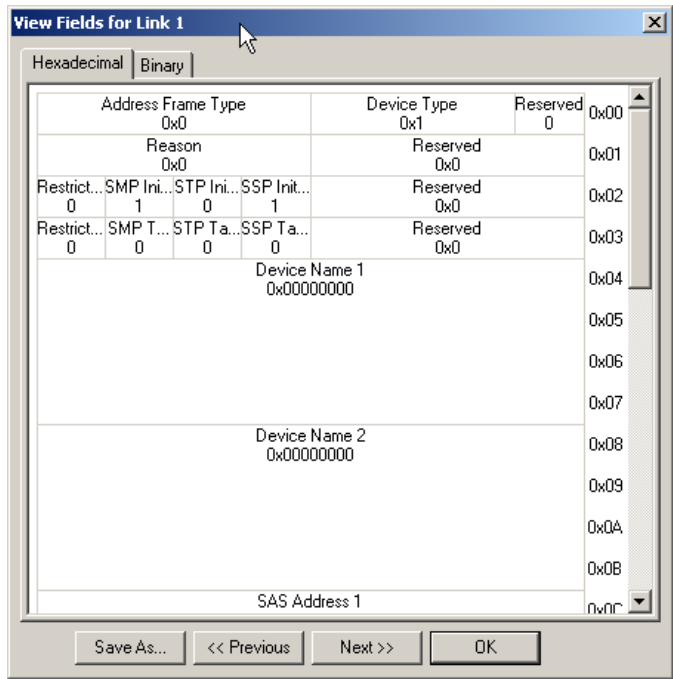 View Fields for Link 1
Hexadecimal Binary
Address Frame Type Device Type Reserved 0x00
0x0 0x1 0
Reason Reserved 0x01
0x0 0x0
Restrict... SMP Ini... STP Ini... SSP Init... Reserved 0x02
0 1 0 1 0x0
Restrict... SMP T... STP Ta... SSP Ta... Reserved 0x03
0 0 0 0 0x0
Device Name 1 0x04
0x00000000
0x05
0x06
0x07
Device Name 2 0x08
0x00000000
0x09
0x0A
0x0B
SAS Address 1 0x0C
Save As... << Previous Next >> OK